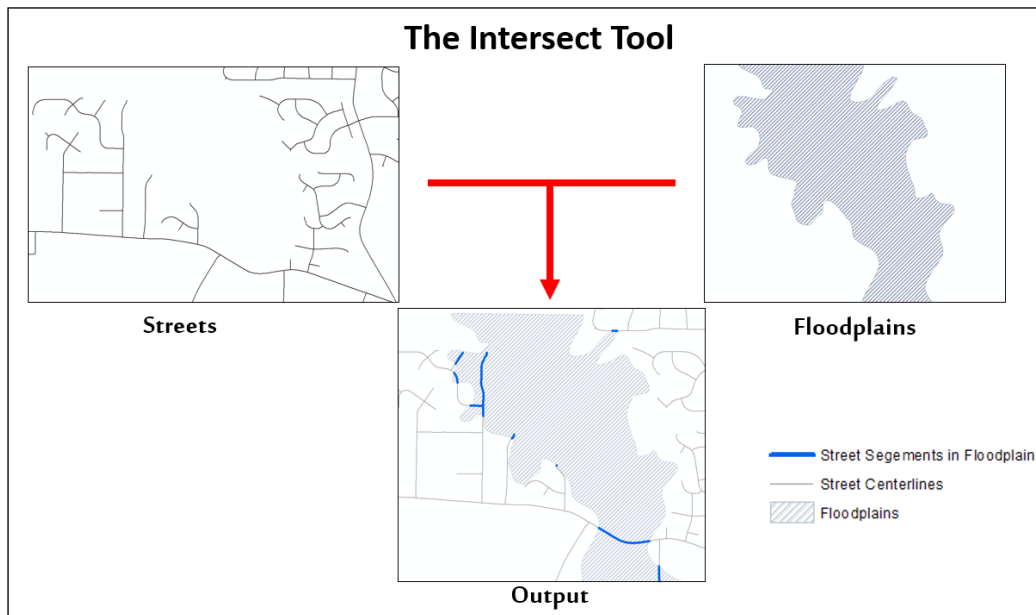 The Intersect Tool
Streets
Floodplains
Street Segements in Floodplain
Street Centerlines
Floodplains
Output